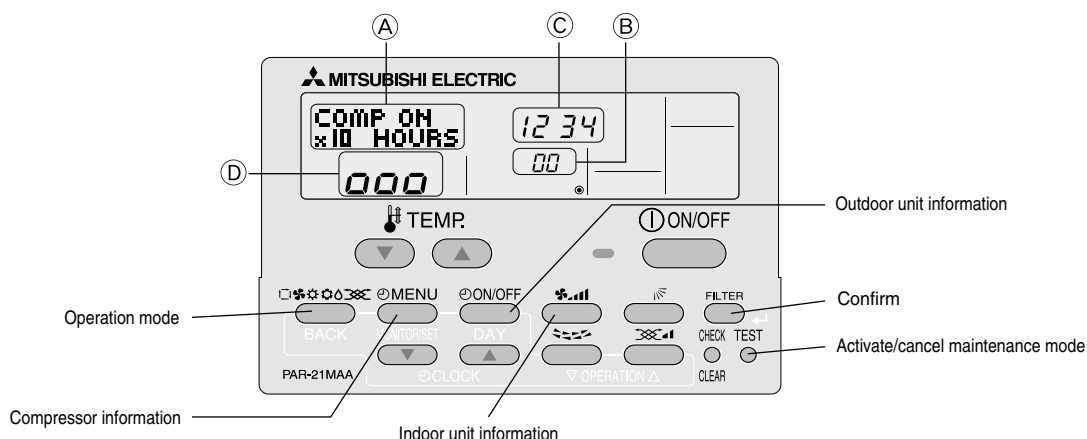 A C B
MITSUBISHI ELECTRIC
COMP ON
x10 HOURS
1234
00
D
000
Outdoor unit information
TEMP.
ON/OFF
MENU
ON/OFF
FILTER
Confirm
Operation mode
BACK
MONITOR/SET
DAY
CHECK
TEST
Activate/cancel maintenance mode
PAR-21MAA
CLOCK
OPERATION
CLEAR
Compressor information
Indoor unit information